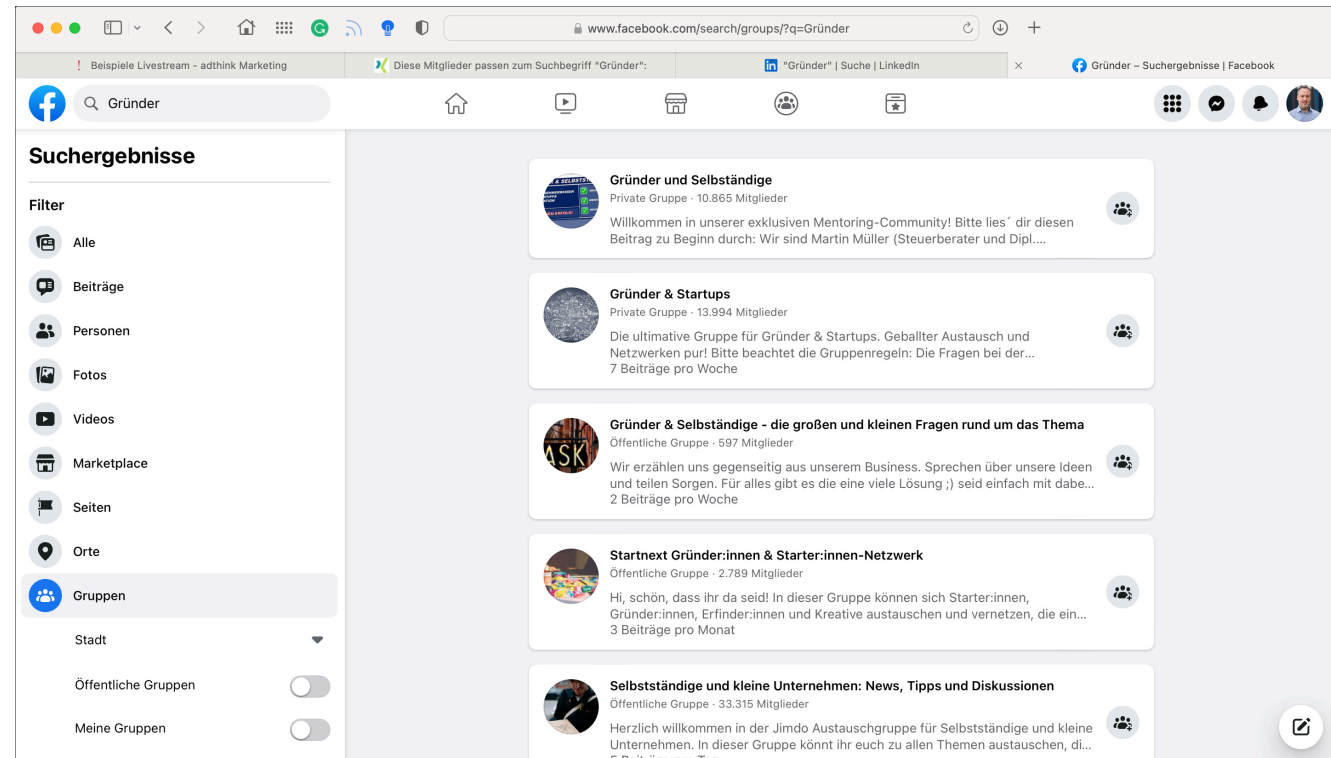 www.facebook.com/search/groups/?q=Gründer
! Beispiele Livestream - adthink Marketing
Diese Mitglieder passen zum Suchbegriff "Gründer":
"Gründer" | Suche | LinkedIn
Gründer – Suchergebnisse | Facebook
Gründer
Suchergebnisse
Filter
Alle
Beiträge
Personen
Fotos
Videos
Marketplace
Seiten
Orte
Gruppen
Stadt
Öffentliche Gruppen
Meine Gruppen
Gründer und Selbständige
Private Gruppe · 10.865 Mitglieder
Willkommen in unserer exklusiven Mentoring-Community! Bitte lies´ dir diesen
Beitrag zu Beginn durch: Wir sind Martin Müller (Steuerberater und Dipl....
Gründer & Startups
Private Gruppe · 13.994 Mitglieder
Die ultimative Gruppe für Gründer & Startups. Geballter Austausch und
Netzwerken pur! Bitte beachtet die Gruppenregeln: Die Fragen bei der...
7 Beiträge pro Woche
ASK
Gründer & Selbständige - die großen und kleinen Fragen rund um das Thema
Öffentliche Gruppe · 597 Mitglieder
Wir erzählen uns gegenseitig aus unserem Business. Sprechen über unsere Ideen
und teilen Sorgen. Für alles gibt es die eine viele Lösung ;) seid einfach mit dabe...
2 Beiträge pro Woche
Startnext Gründer:innen & Starter:innen-Netzwerk
Öffentliche Gruppe · 2.789 Mitglieder
Hi, schön, dass ihr da seid! In dieser Gruppe können sich Starter:innen,
Gründer:innen, Erfinder:innen und Kreative austauschen und vernetzen, die ein...
3 Beiträge pro Monat
Selbstständige und kleine Unternehmen: News, Tipps und Diskussionen
Öffentliche Gruppe · 33.315 Mitglieder
Herzlich willkommen in der Jimdo Austauschgruppe für Selbstständige und kleine
Unternehmen. In dieser Gruppe könnt ihr euch zu allen Themen austauschen, di...
5 Beiträge pro Tag